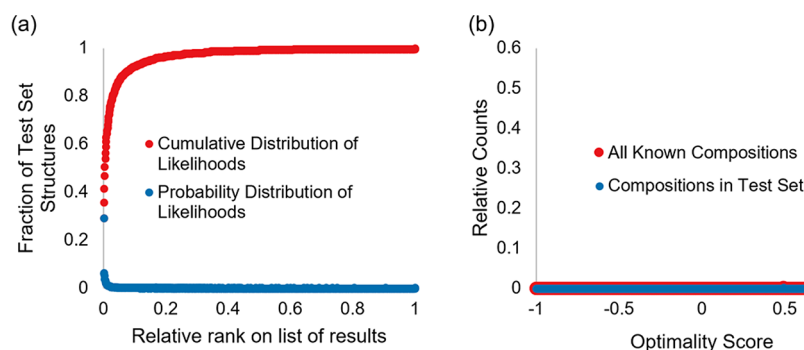 (a)
1
0.8
0.6
0.4
0.2
0
Fraction of Test Set
Structures
Cumulative Distribution of
Likelihoods
Probability Distribution of
Likelihoods
0 0.2 0.4 0.6 0.8 1
Relative rank on list of results
(b)
0.6
0.5
0.4
0.3
0.2
0.1
0
Relative Counts
All Known Compositions
Compositions in Test Set
-1 -0.5 0 0.5
Optimality Score